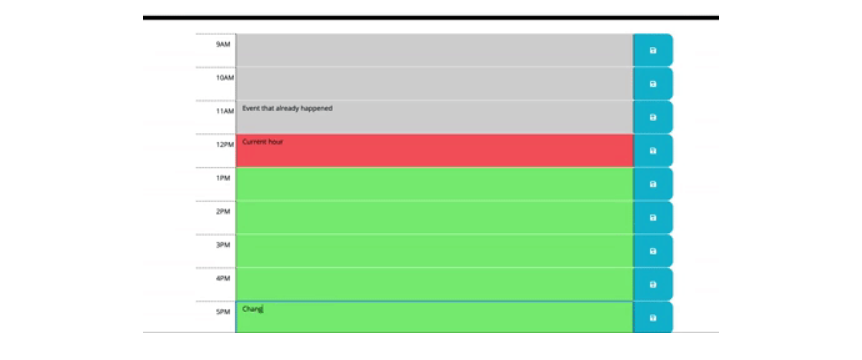 9AM
10AM
11AM Event that already happened
12PM Current hour
1PM
2PM
3PM
4PM
5PM Chang